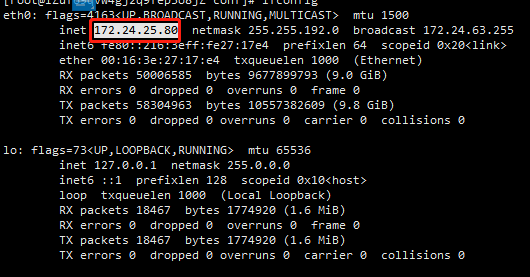 eth0: flags=4163<UP,BROADCAST,RUNNING,MULTICAST> mtu 1500
inet 172.24.25.80 netmask 255.255.192.0 broadcast 172.24.63.255
inet6 fe80::216:3eff:fe27:17e4 prefixlen 64 scopeid 0x20<link>
ether 00:16:3e:27:17:e4 txqueuelen 1000 (Ethernet)
RX packets 50006585 bytes 9677899793 (9.0 GiB)
RX errors 0 dropped 0 overruns 0 frame 0
TX packets 58304963 bytes 10557382609 (9.8 GiB)
TX errors 0 dropped 0 overruns 0 carrier 0 collisions 0
lo: flags=73<UP,LOOPBACK,RUNNING> mtu 65536
inet 127.0.0.1 netmask 255.0.0.0
inet6 ::1 prefixlen 128 scopeid 0x10<host>
loop txqueuelen 1000 (Local Loopback)
RX packets 18467 bytes 1774920 (1.6 MiB)
RX errors 0 dropped 0 overruns 0 frame 0
TX packets 18467 bytes 1774920 (1.6 MiB)
TX errors 0 dropped 0 overruns 0 carrier 0 collisions 0